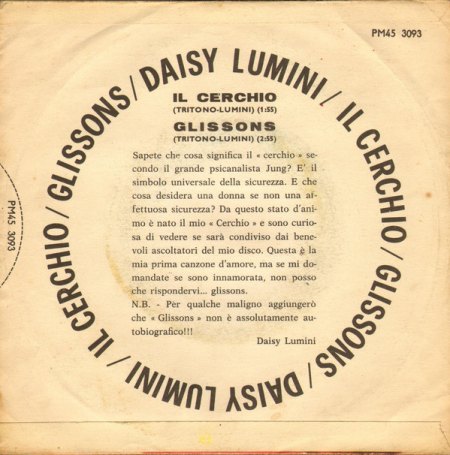 PM45 3093
DAISY LUMINI / IL CERCHIO / GLISSONS / DAISY LUMINI / IL CERCHIO / GLISSONS /
IL CERCHIO
(TRITONO-LUMINI) (1:55)
GLISSONS
(TRITONO-LUMINI) (2:55)
Sapete che cosa significa il « cerchio » se-
condo il grande psicanalista Jung? E' il
simbolo universale della sicurezza. E che
cosa desidera una donna se non una af-
fettuosa sicurezza? Da questo stato d'ani-
mo è nato il mio « Cerchio » e sono curio-
sa di vedere se sarà condiviso dai bene-
voli ascoltatori del mio disco. Questa è la
mia prima canzone d'amore, ma se mi do-
mandate se sono innamorata, non posso
che rispondervi... glissons.
N.B. - Per qualche maligno aggiungerò
che « Glissons » non è assolutamente au-
tobiografico!!!
Daisy Lumini
PM45 3093